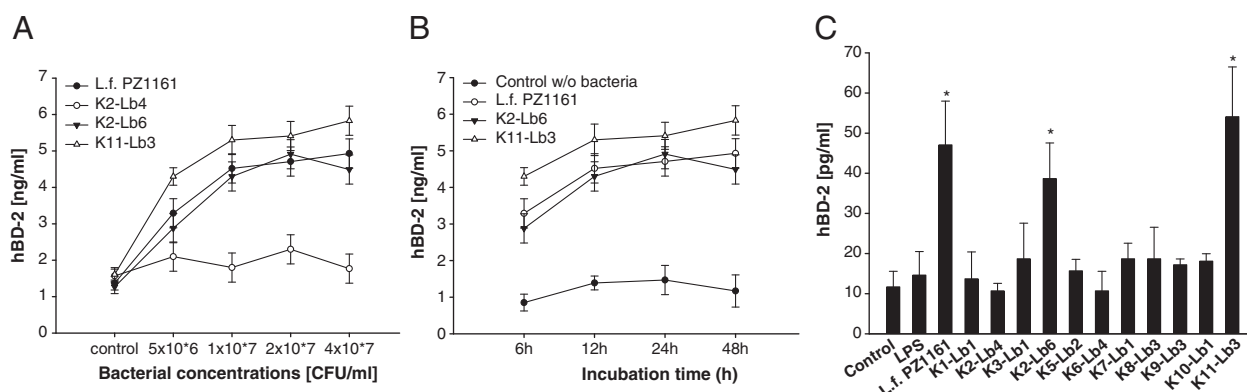 A
hBD-2 [ng/ml]
7
6
5
4
3
2
1
0
L.f. PZ1161
K2-Lb4
K2-Lb6
K11-Lb3
control
5x10*6
1x10*7
2x10*7
4x10*7
Bacterial concentrations [CFU/ml]
B
hBD-2 [ng/ml]
7
6
5
4
3
2
1
0
Control w/o bacteria
L.f. PZ1161
K2-Lb6
K11-Lb3
6h
12h
24h
48h
Incubation time (h)
C
hBD-2 [pg/ml]
70
60
50
40
30
20
10
0
*
*
*
Control
LPS
L.f. PZ1161
K1-Lb1
K2-Lb4
K3-Lb1
K2-Lb6
K5-Lb2
K6-Lb4
K7-Lb1
K8-Lb3
K9-Lb3
K10-Lb1
K11-Lb3